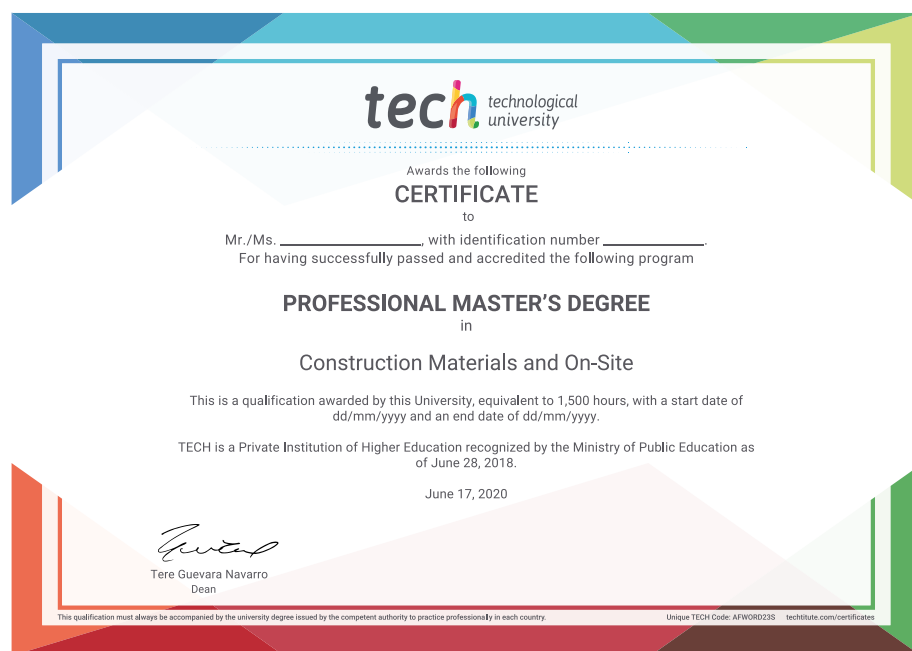 tech technological
university
Awards the following
CERTIFICATE
to
Mr./Ms. ____________________, with identification number ______________.
For having successfully passed and accredited the following program
PROFESSIONAL MASTER'S DEGREE
in
Construction Materials and On-Site
This is a qualification awarded by this University, equivalent to 1,500 hours, with a start date of
dd/mm/yyyy and an end date of dd/mm/yyyy.
TECH is a Private Institution of Higher Education recognized by the Ministry of Public Education as
of June 28, 2018.
June 17, 2020
Tere Guevara Navarro
Dean
This qualification must always be accompanied by the university degree issued by the competent authority to practice professionally in each country.
Unique TECH Code: AFWORD23S techtitute.com/certificates